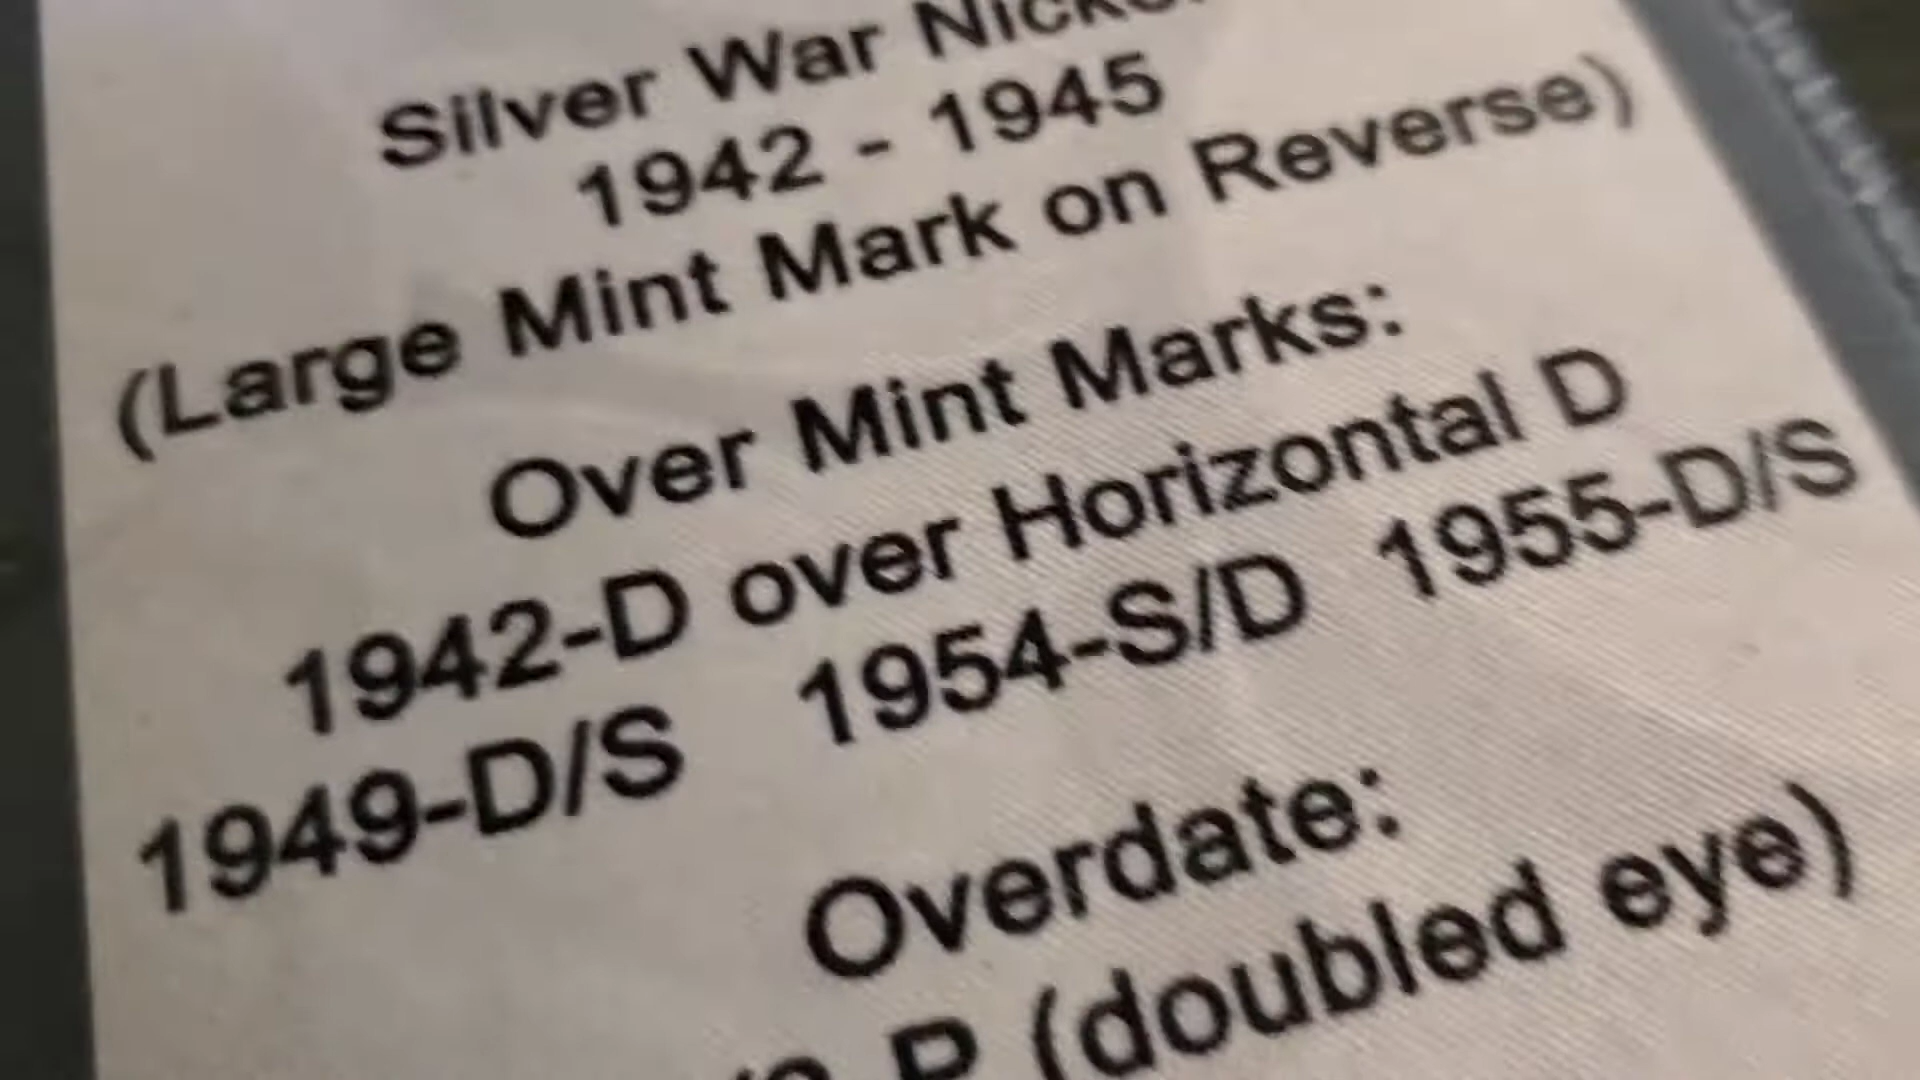 Silver War
1942 - 1945
(Large Mint Mark on Reverse)
Over Mint Marks:
1942-D over Horizontal D
1949-D/S 1954-S/D 1955-D/S
Overdate:
P (doubled eye)